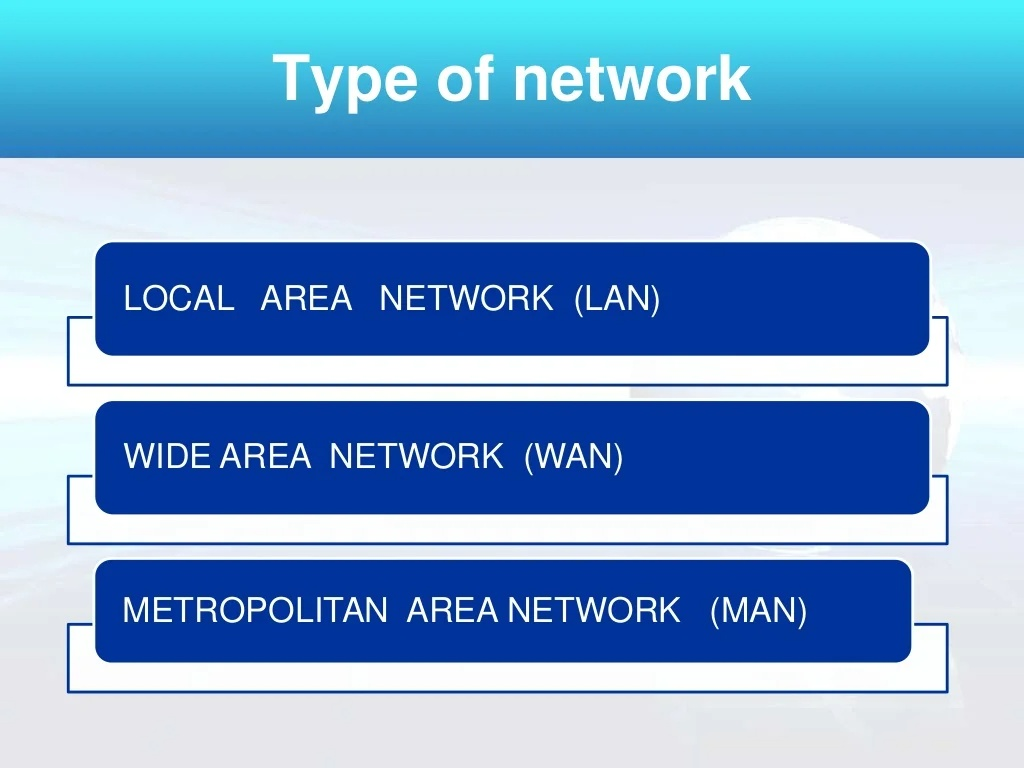 Type of network
LOCAL AREA NETWORK (LAN)
WIDE AREA NETWORK (WAN)
METROPOLITAN AREA NETWORK (MAN)